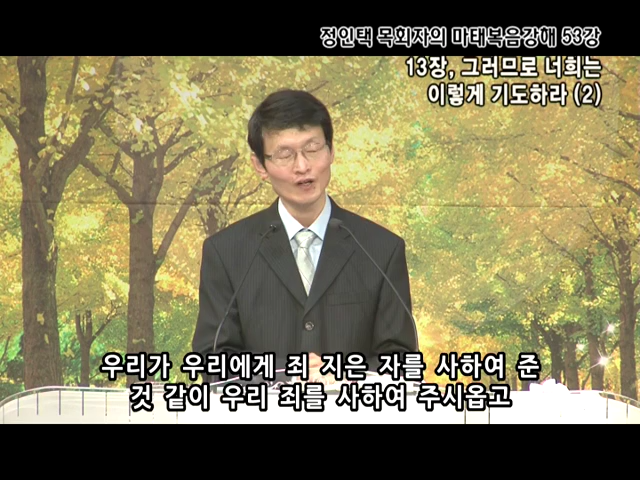 정인택 목회자의 마태복음강해 53강
13장, 그러므로 너희는
이렇게 기도하라 (2)
우리가 우리에게 죄 지은 자를 사하여 준
것 같이 우리 죄를 사하여 주시옵고